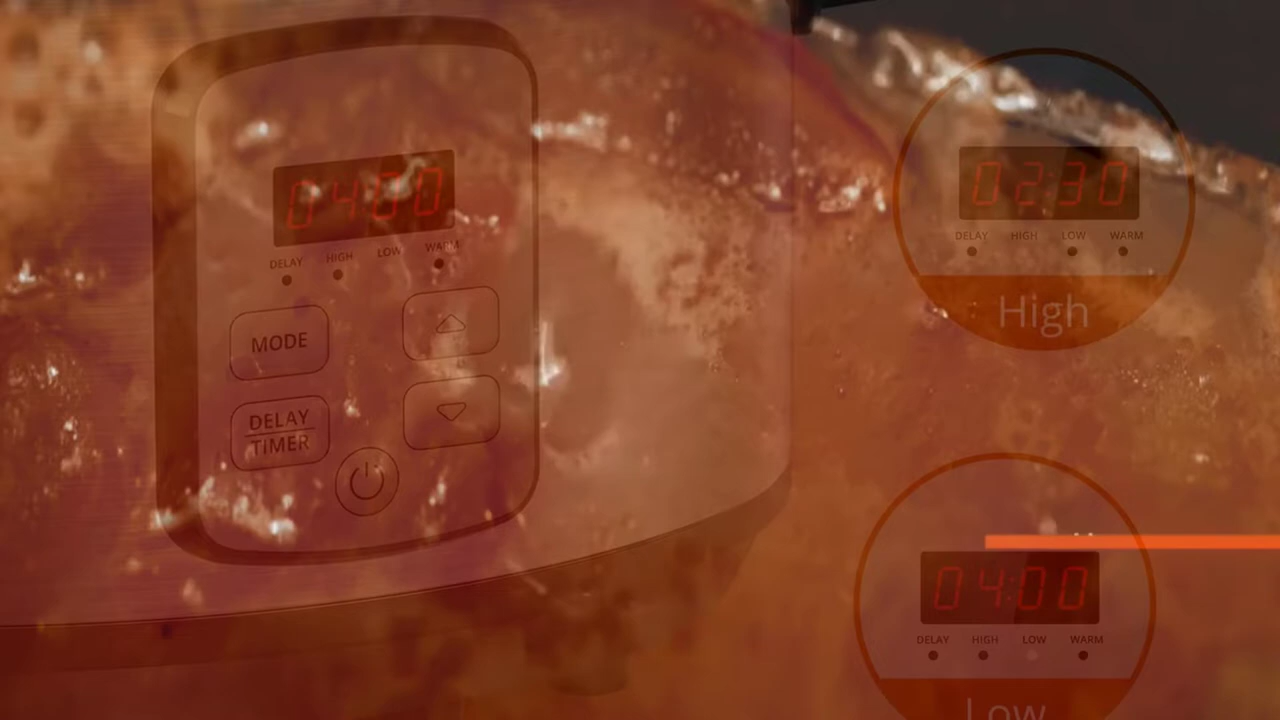 04:00
DELAY HIGH LOW WARM
MODE
DELAY
TIMER
02:30
DELAY HIGH LOW WARM
High
04:00
DELAY HIGH LOW WARM
Low